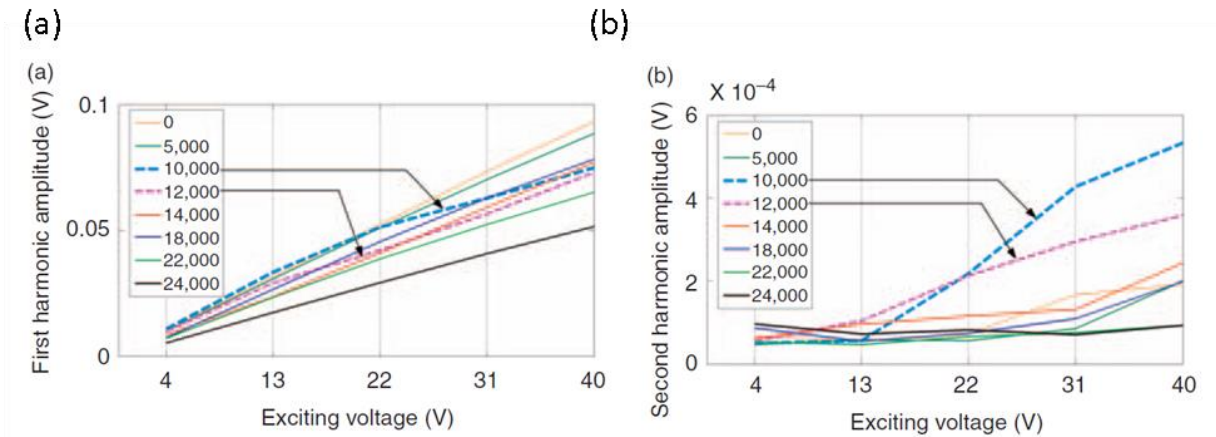 (a)
(b)
(a)
First harmonic amplitude (V)
0.1
0.05
0
0
5,000
10,000
12,000
14,000
18,000
22,000
24,000
4 13 22 31 40
Exciting voltage (V)
(b)
X 10⁻⁴
Second harmonic amplitude (V)
6
4
2
0
0
5,000
10,000
12,000
14,000
18,000
22,000
24,000
4 13 22 31 40
Exciting voltage (V)